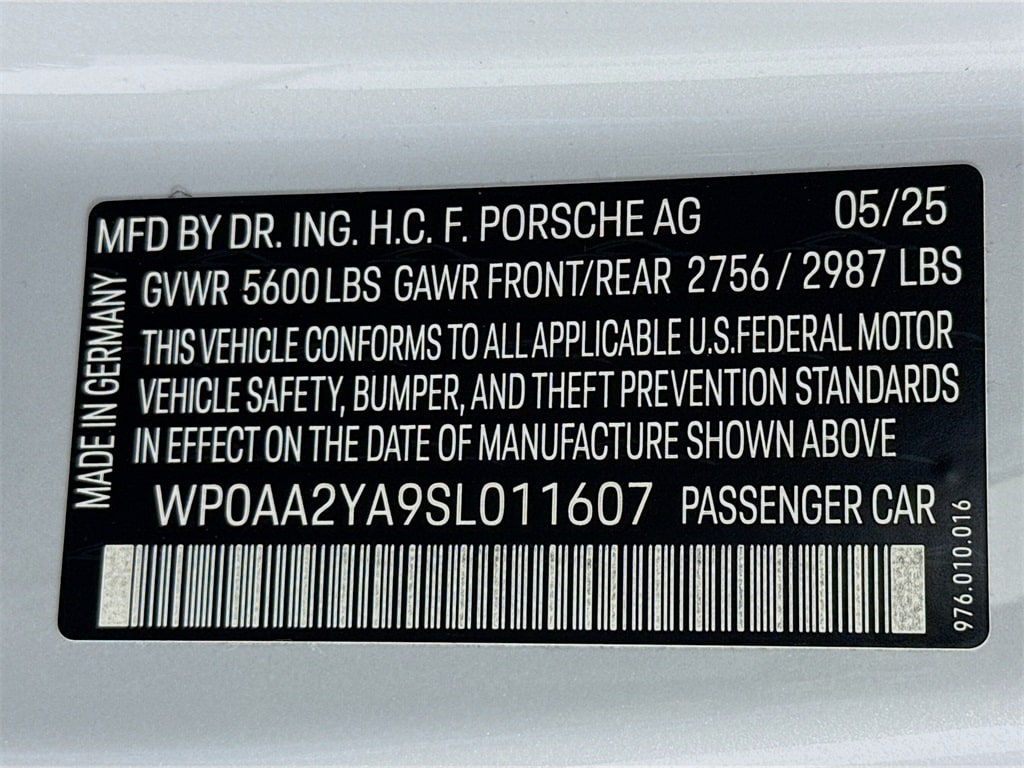 MFD BY DR. ING. H.C. F. PORSCHE AG 05/25
GVWR 5600 LBS GAWR FRONT/REAR 2756 / 2987 LBS
THIS VEHICLE CONFORMS TO ALL APPLICABLE U.S.FEDERAL MOTOR
VEHICLE SAFETY, BUMPER, AND THEFT PREVENTION STANDARDS
IN EFFECT ON THE DATE OF MANUFACTURE SHOWN ABOVE
WP0AA2YA9SL011607 PASSENGER CAR
MADE IN GERMANY
976.010.016